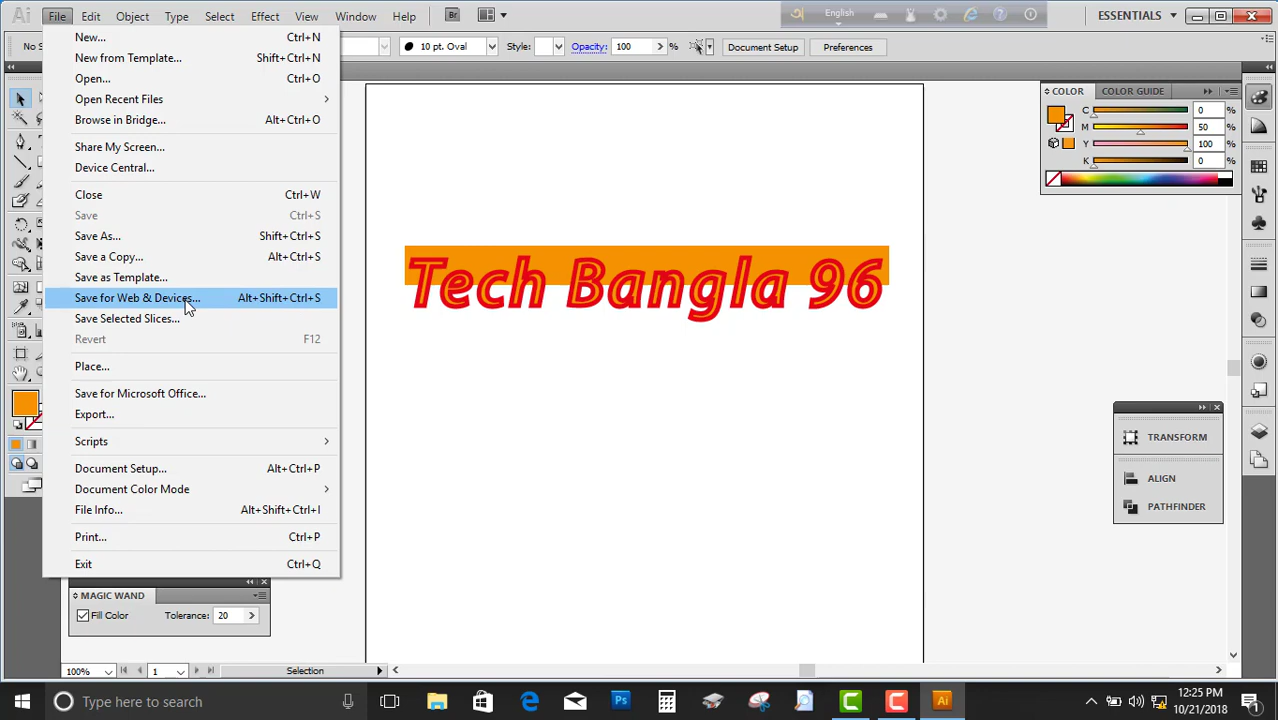 Ai File Edit Object Type Select Effect View Window Help Br English ESSENTIALS
No S 10 pt. Oval Style: Opacity: 100 % Document Setup Preferences
New... Ctrl+N
New from Template... Shift+Ctrl+N
Open... Ctrl+O
Open Recent Files
Browse in Bridge... Alt+Ctrl+O
Share My Screen...
Device Central...
Close Ctrl+W
Save Ctrl+S
Save As... Shift+Ctrl+S
Save a Copy... Alt+Ctrl+S
Save as Template...
Save for Web & Devices... Alt+Shift+Ctrl+S
Save Selected Slices...
Revert F12
Place...
Save for Microsoft Office...
Export...
Scripts
Document Setup... Alt+Ctrl+P
Document Color Mode
File Info... Alt+Shift+Ctrl+I
Print... Ctrl+P
Exit Ctrl+Q
Tech Bangla 96
COLOR COLOR GUIDE
C 0 %
M 50 %
Y 100 %
K 0 %
TRANSFORM
ALIGN
PATHFINDER
MAGIC WAND
Fill Color Tolerance: 20
100% 1 Selection
Type here to search Ps Ai 12:25 PM
10/21/2018